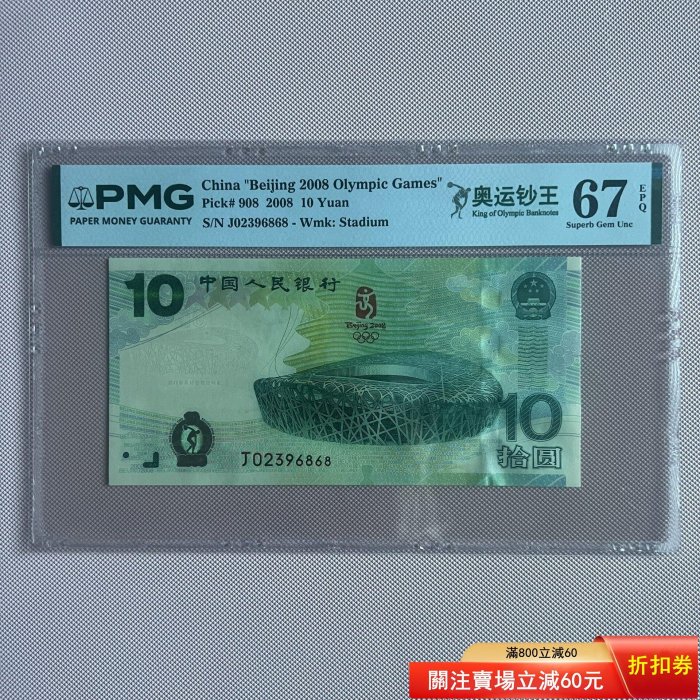 PMG
PAPER MONEY GUARANTY
China "Beijing 2008 Olympic Games"
Pick# 908 2008 10 Yuan
S/N J02396868 - Wmk: Stadium
奥运钞王
King of Olympic Banknotes
67
EPQ
Superb Gem Unc
10
中国人民银行
Beijing 2008
J02396868
10
拾圆
滿800立減60
關注賣場立減60元
折扣券